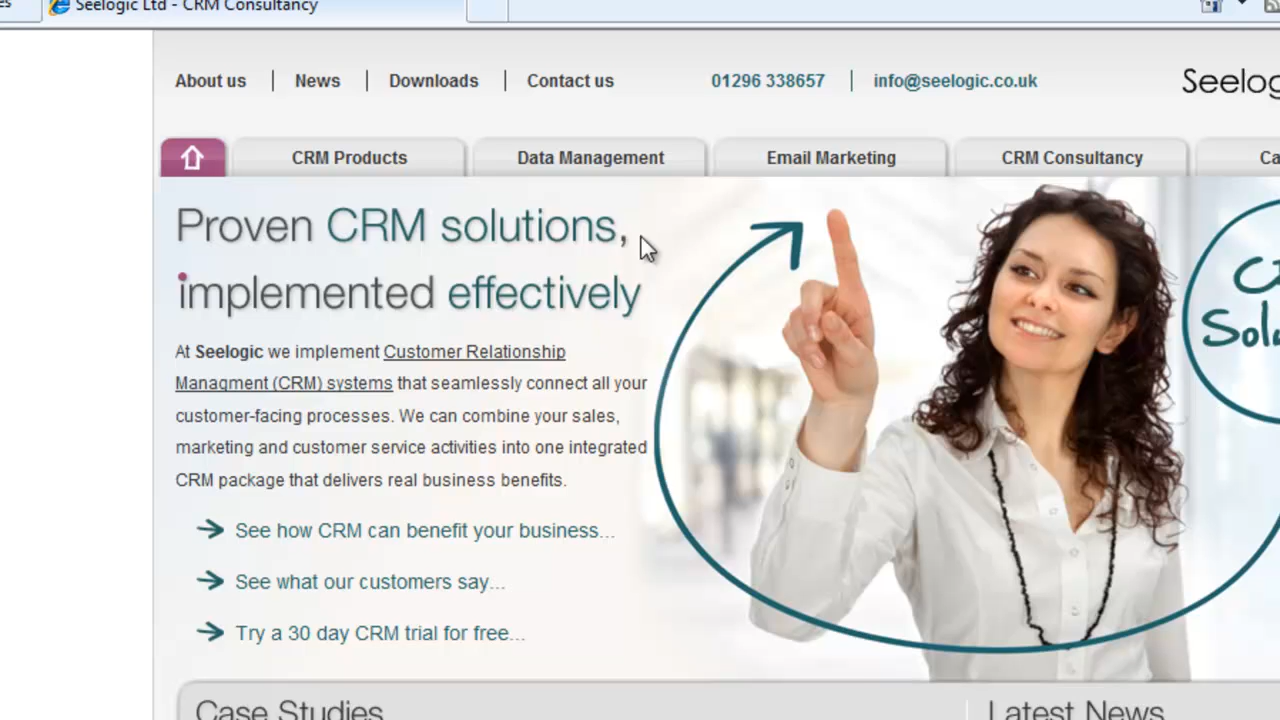 Seelogic Ltd - CRM Consultancy
About us | News | Downloads | Contact us 01296 338657 | info@seelogic.co.uk
CRM Products Data Management Email Marketing CRM Consultancy
Proven CRM solutions,
implemented effectively
At Seelogic we implement Customer Relationship
Managment (CRM) systems that seamlessly connect all your
customer-facing processes. We can combine your sales,
marketing and customer service activities into one integrated
CRM package that delivers real business benefits.
See how CRM can benefit your business...
See what our customers say...
Try a 30 day CRM trial for free...
Case Studies
Latest News